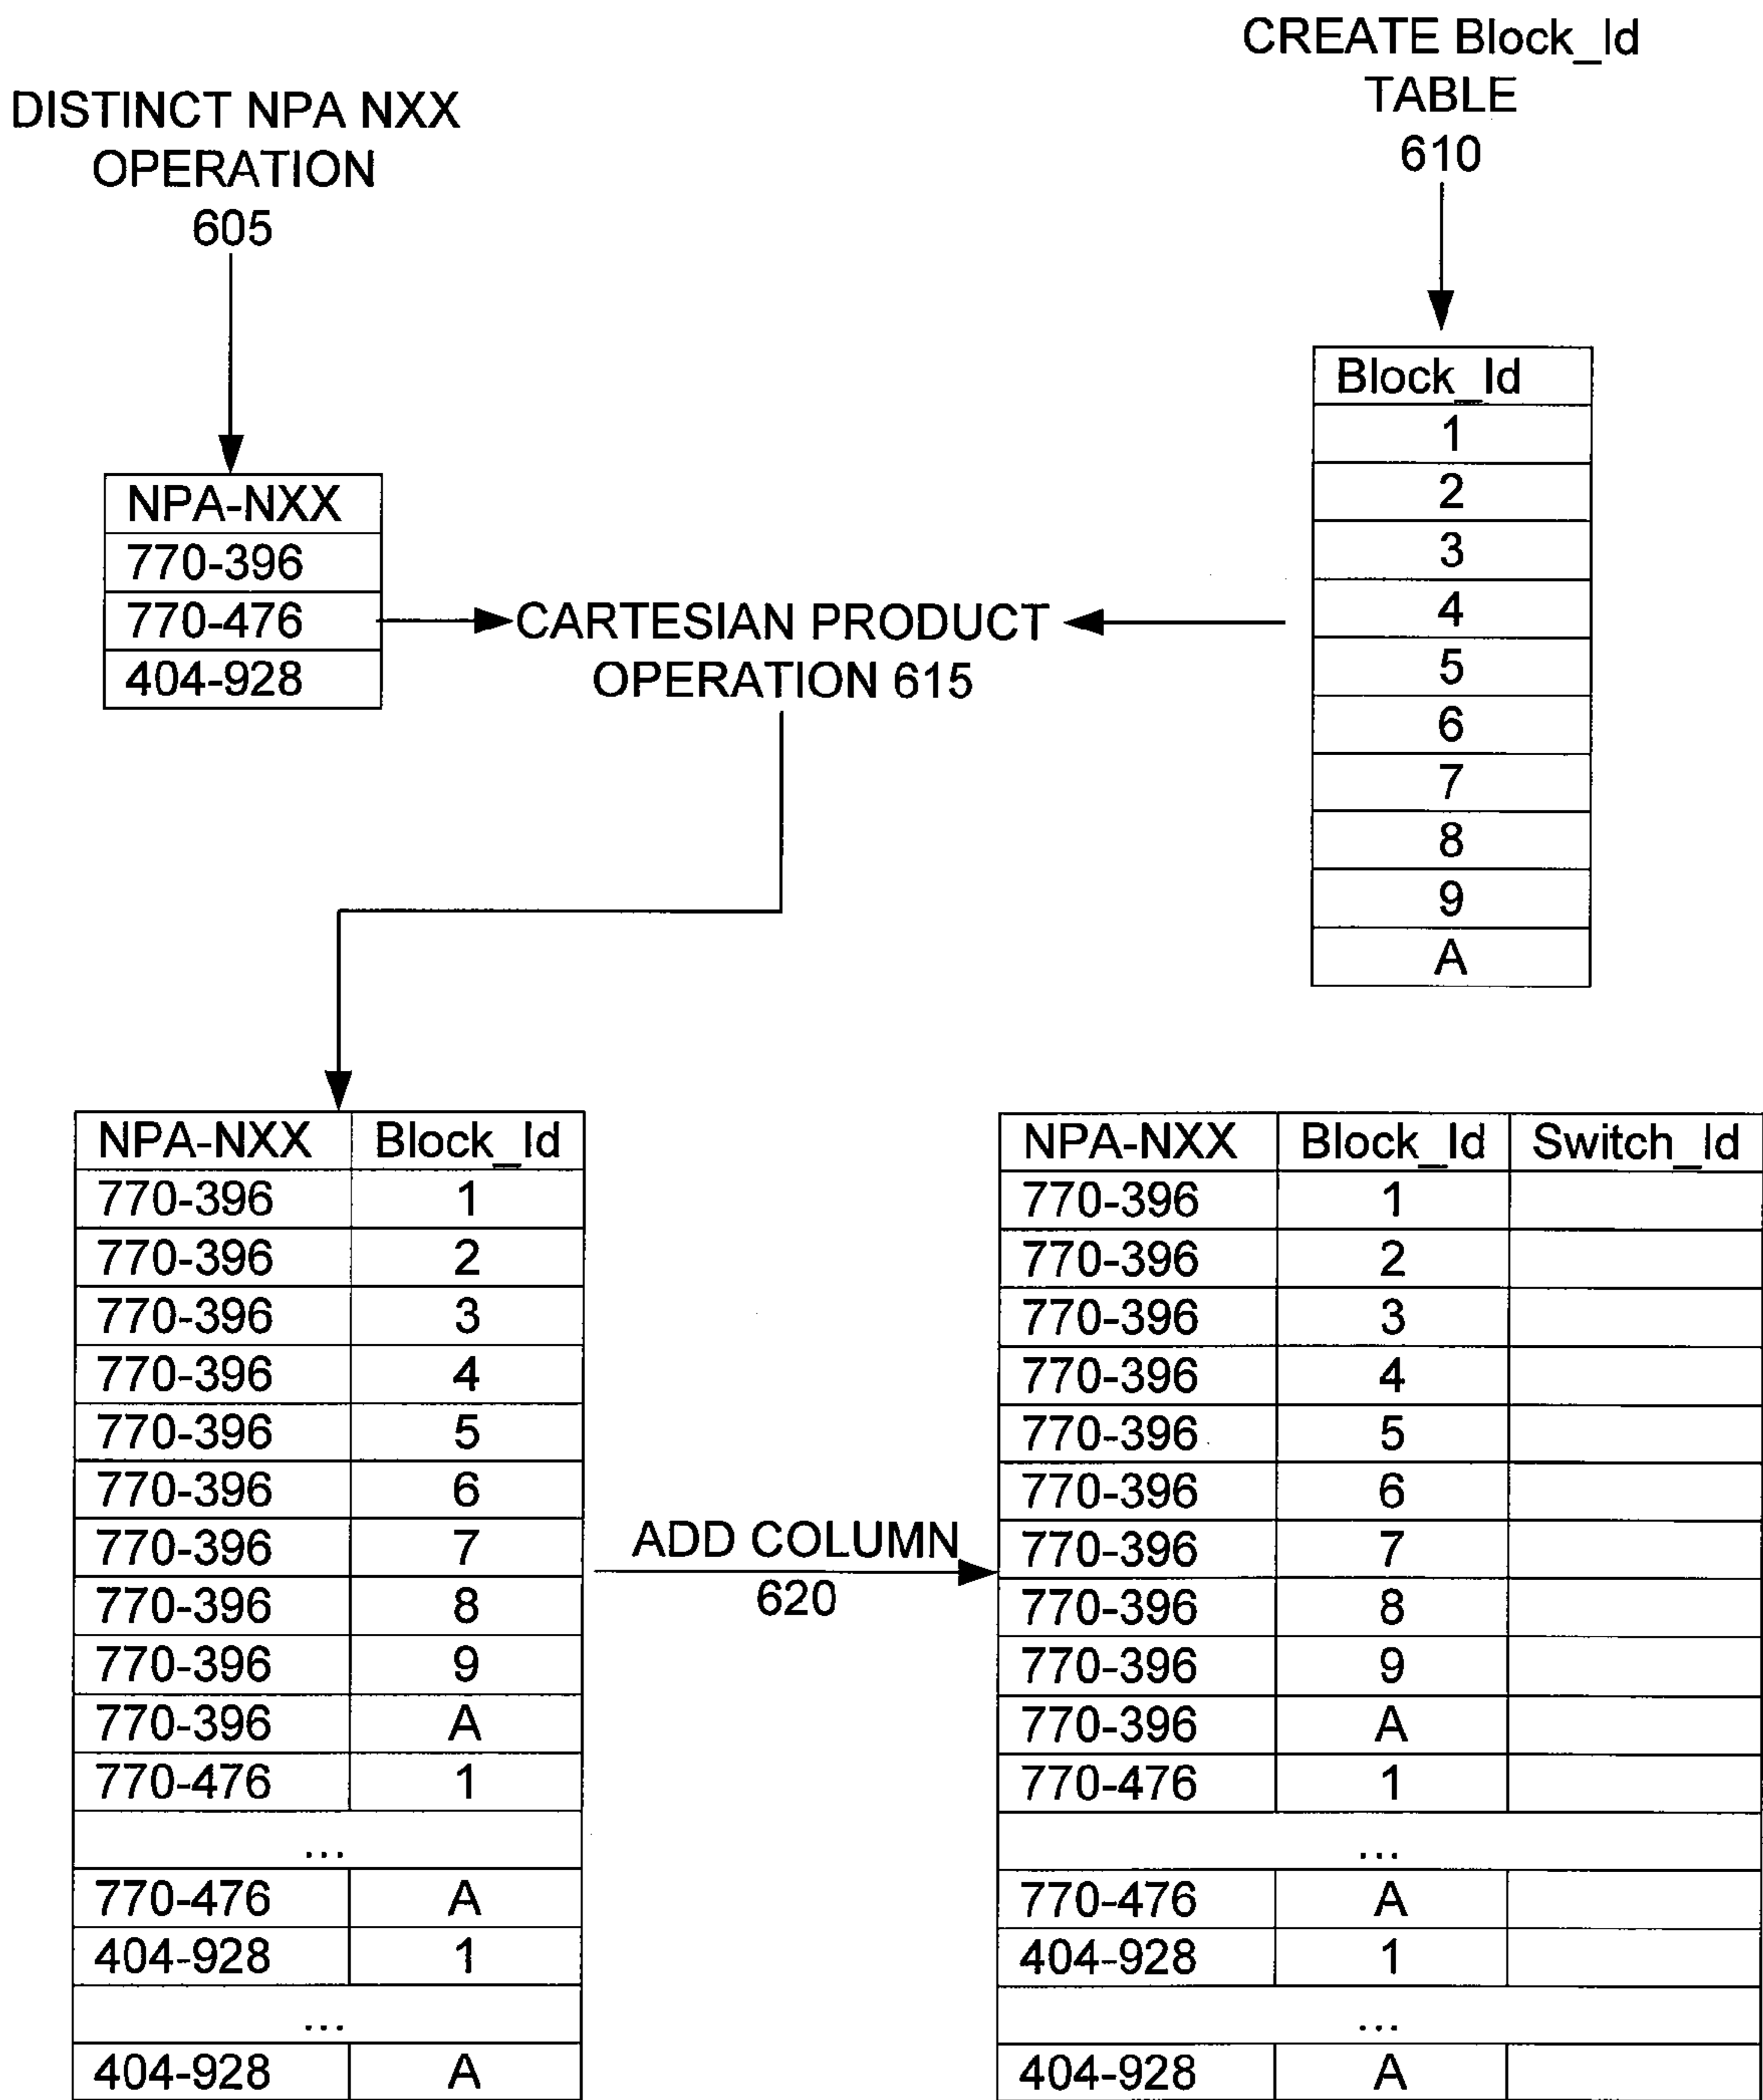 CREATE Block_Id
TABLE
610
DISTINCT NPA NXX
OPERATION
605
Block_Id
1
2
3
4
5
6
7
8
9
A
NPA-NXX
770-396
770-476
404-928
CARTESIAN PRODUCT
OPERATION 615
NPA-NXX Block_Id
770-396 1
770-396 2
770-396 3
770-396 4
770-396 5
770-396 6
770-396 7
770-396 8
770-396 9
770-396 A
770-476 1
...
770-476 A
404-928 1
...
404-928 A
ADD COLUMN
620
NPA-NXX Block_Id Switch_Id
770-396 1
770-396 2
770-396 3
770-396 4
770-396 5
770-396 6
770-396 7
770-396 8
770-396 9
770-396 A
770-476 1
...
770-476 A
404-928 1
...
404-928 A